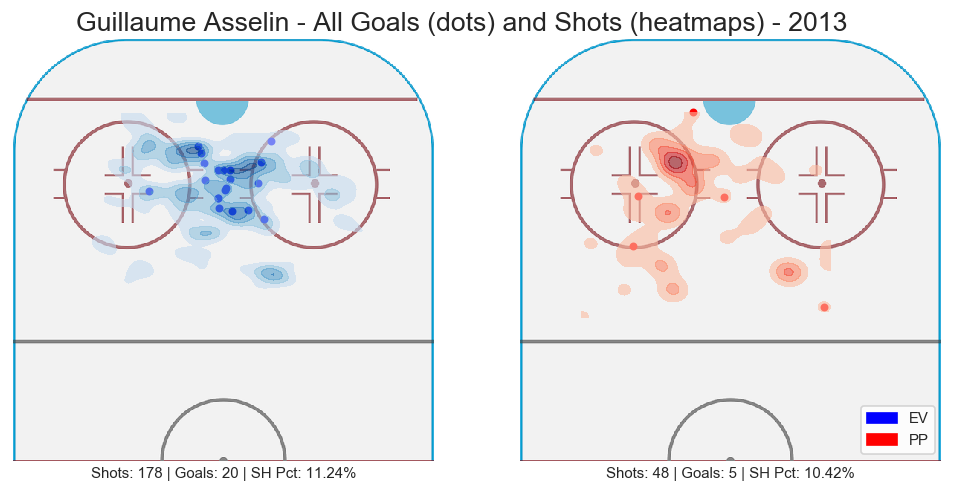 Guillaume Asselin - All Goals (dots) and Shots (heatmaps) - 2013
EV
PP
Shots: 178 | Goals: 20 | SH Pct: 11.24%
Shots: 48 | Goals: 5 | SH Pct: 10.42%